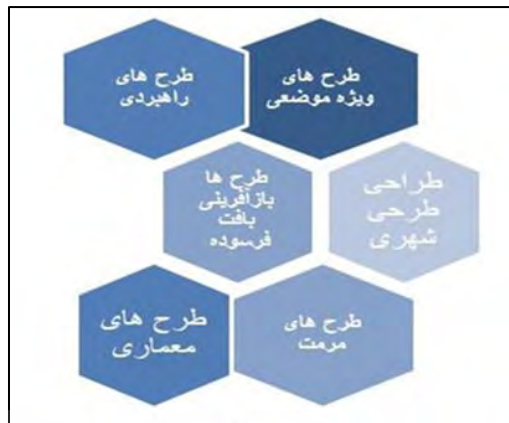 طرح های
ویژه موضعی
طرح های
راهبردی
طراحی
طرحی
شهری
طرح ها
بازآفرینی
بافت
فرسوده
طرح های
مرمت
طرح های
معماری